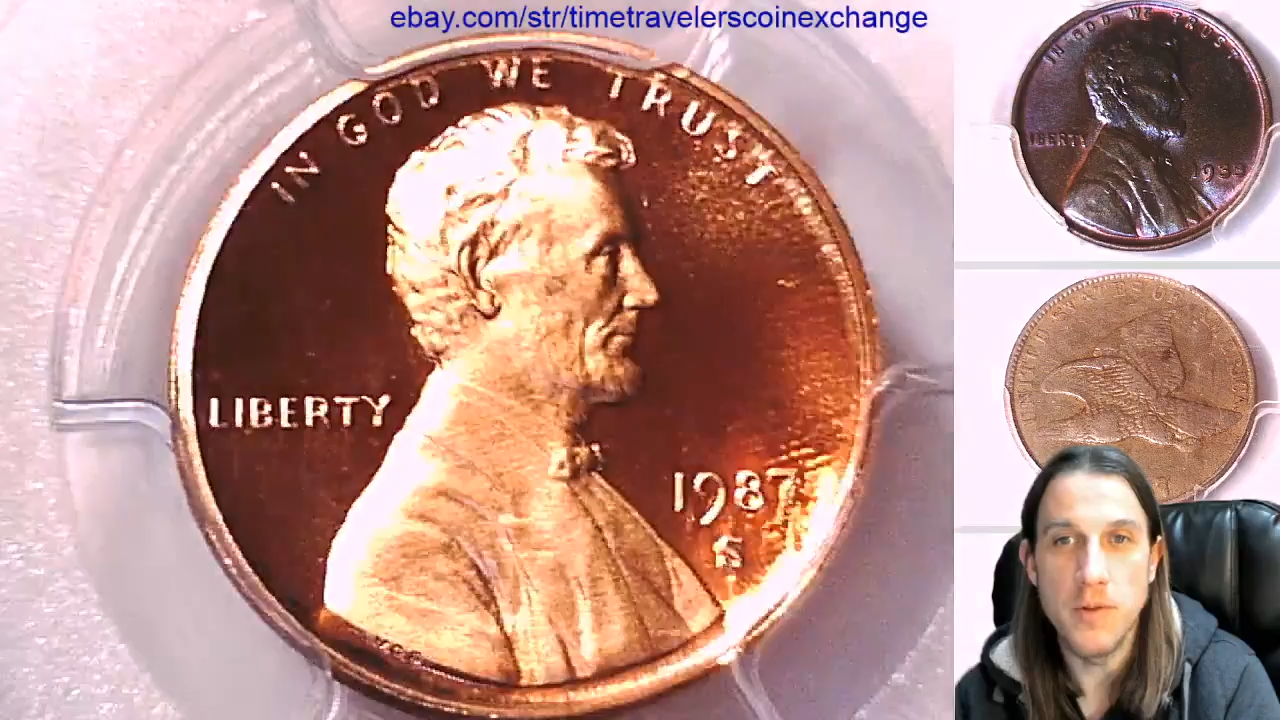 ebay.com/str/timetravelerscoinexchange
IN GOD WE TRUST
LIBERTY
1987
S
IN GOD WE TRUST
LIBERTY